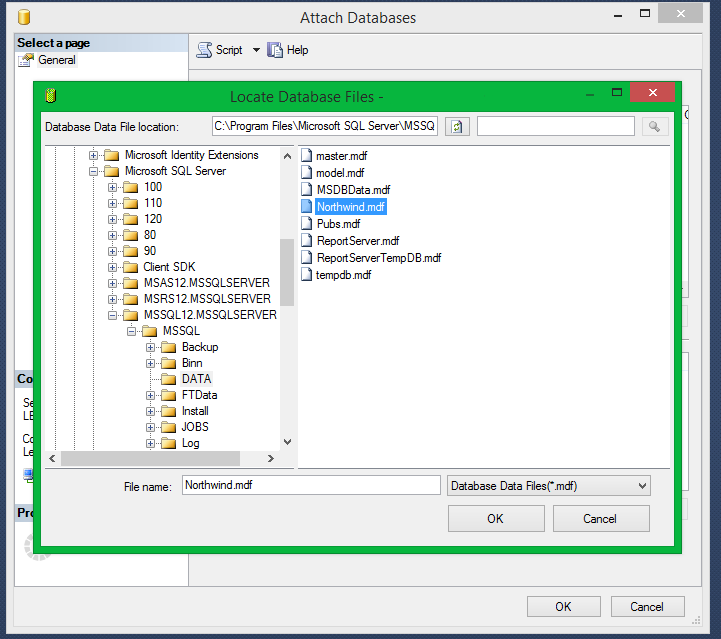 Attach Databases
Select a page
General
Script
Help
Locate Database Files -
Database Data File location:
C:\Program Files\Microsoft SQL Server\MSSQ
Microsoft Identity Extensions
Microsoft SQL Server
100
110
120
80
90
Client SDK
MSAS12.MSSQLSERVER
MSRS12.MSSQLSERVER
MSSQL12.MSSQLSERVER
MSSQL
Backup
Binn
DATA
FTData
Install
JOBS
Log
master.mdf
model.mdf
MSDBData.mdf
Northwind.mdf
Pubs.mdf
ReportServer.mdf
ReportServerTempDB.mdf
tempdb.mdf
File name:
Northwind.mdf
Database Data Files(*.mdf)
OK
Cancel
Co
Se
LE
Co
Le
Pro
OK
Cancel